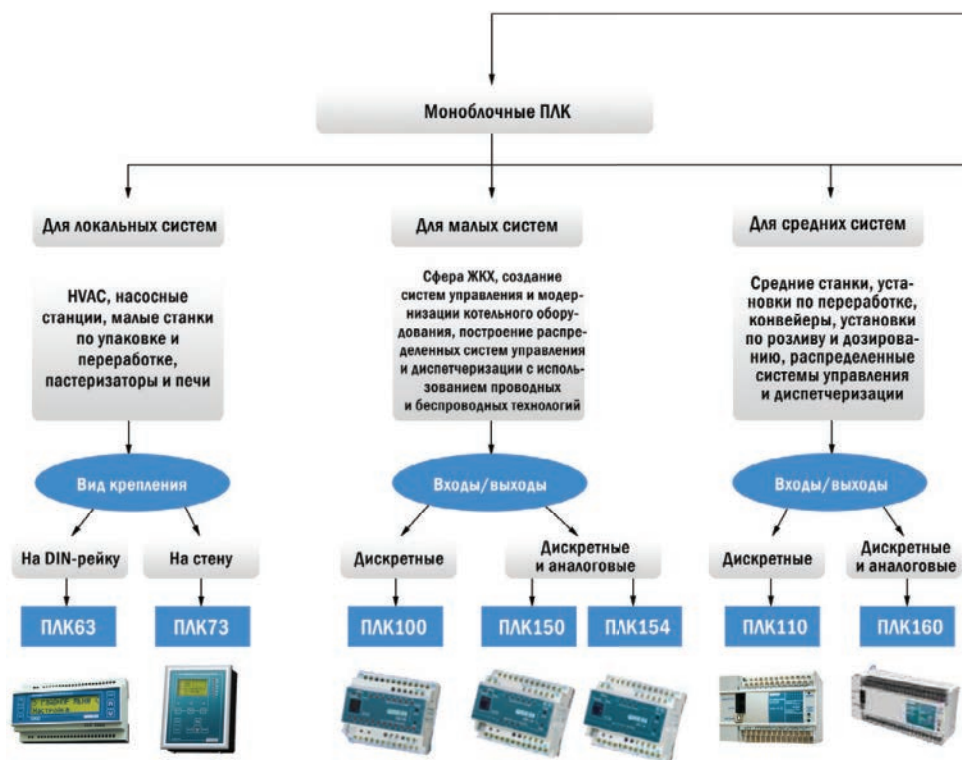 Моноблочные ПЛК
Для локальных систем
Для малых систем
Для средних систем
HVAC, насосные
станции, малые станки
по упаковке и
переработке,
пастеризаторы и печи
Сфера ЖКХ, создание
систем управления и модер-
низации котельного обору-
дования, построение распре-
деленных систем управления
и диспетчеризации с исполь-
зованием проводных
и беспроводных технологий
Средние станки, уста-
новки по переработке,
конвейеры, установки
по розливу и дозирова-
нию, распределенные
системы управления
и диспетчеризации
Вид крепления
Входы/выходы
Входы/выходы
На DIN-рейку
На стену
Дискретные
Дискретные
и аналоговые
Дискретные
Дискретные
и аналоговые
ПЛК63
ПЛК73
ПЛК100
ПЛК150
ПЛК154
ПЛК110
ПЛК160